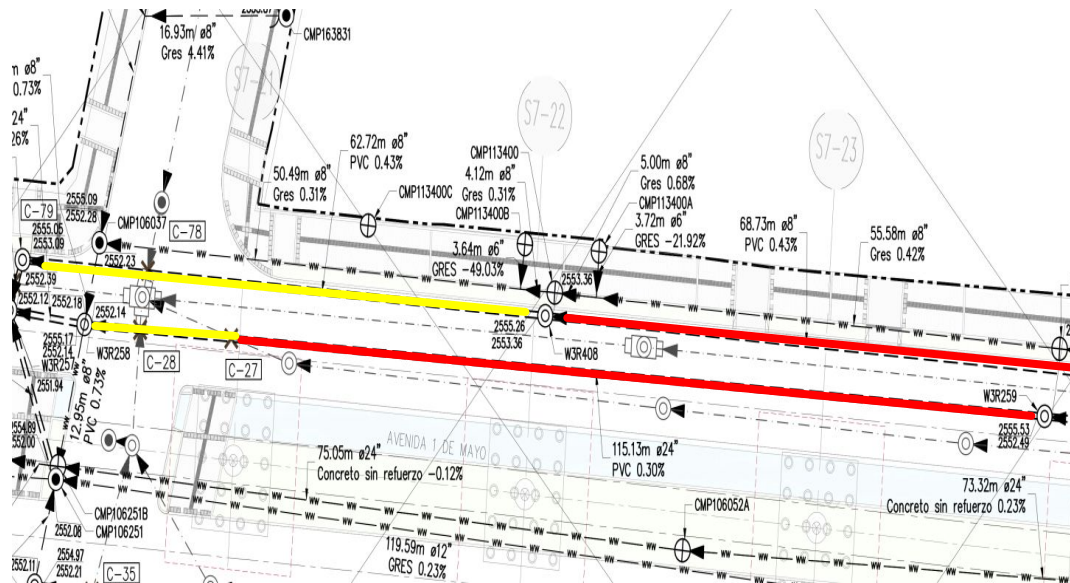 2555.07
16.93m ø8"
Gres 4.41%
CMP163831
S7-21
S7-22
S7-23
m ø8"
0.73%
24"
26%
62.72m ø8"
PVC 0.43%
50.49m ø8"
Gres 0.31%
CMP113400C
CMP113400
4.12m ø8"
Gres 0.31%
CMP113400B
5.00m ø8"
Gres 0.68%
CMP113400A
3.72m ø6"
GRES -21.92%
3.64m ø6"
GRES -49.03%
68.73m ø8"
PVC 0.43%
55.58m ø8"
Gres 0.42%
2555.09
2552.28
CMP106037
C-79
C-78
2555.05
2553.09
2552.23
2552.39
2552.12
2552.18
2552.14
2553.36
2555.26
2553.36
W3R408
2555.17
2552.14
W3R257
W3R258
2551.94
C-28
C-27
W3R259
2555.53
2552.49
12.95m ø8"
PVC 0.73%
2554.89
2552.00
AVENIDA 1 DE MAYO
75.05m ø24"
Concreto sin refuerzo -0.12%
115.13m ø24"
PVC 0.30%
73.32m ø24"
Concreto sin refuerzo 0.23%
CMP106052A
CMP106251B
CMP106251
2552.08
2554.97
2552.21
2552.11
C-35
119.59m ø12"
GRES 0.23%